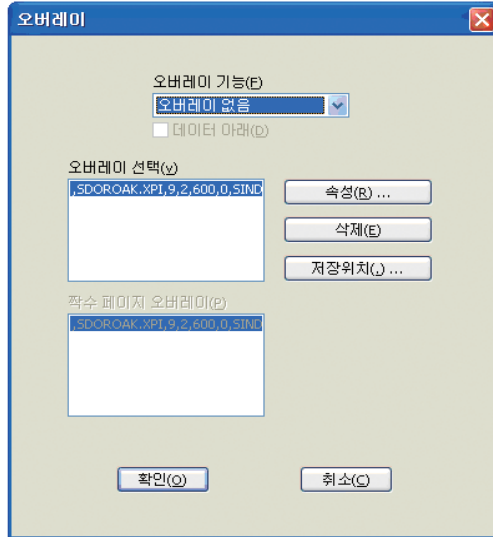 오버레이
오버레이 기능(F)
오버레이 없음
데이터 아래(D)
오버레이 선택(v)
,SDOROAK.XPI,9,2,600,0,SIND
속성(R) ...
삭제(E)
저장위치(,) ...
짝수 페이지 오버레이(P)
,SDOROAK.XPI,9,2,600,0,SIND
확인(O)
취소(C)